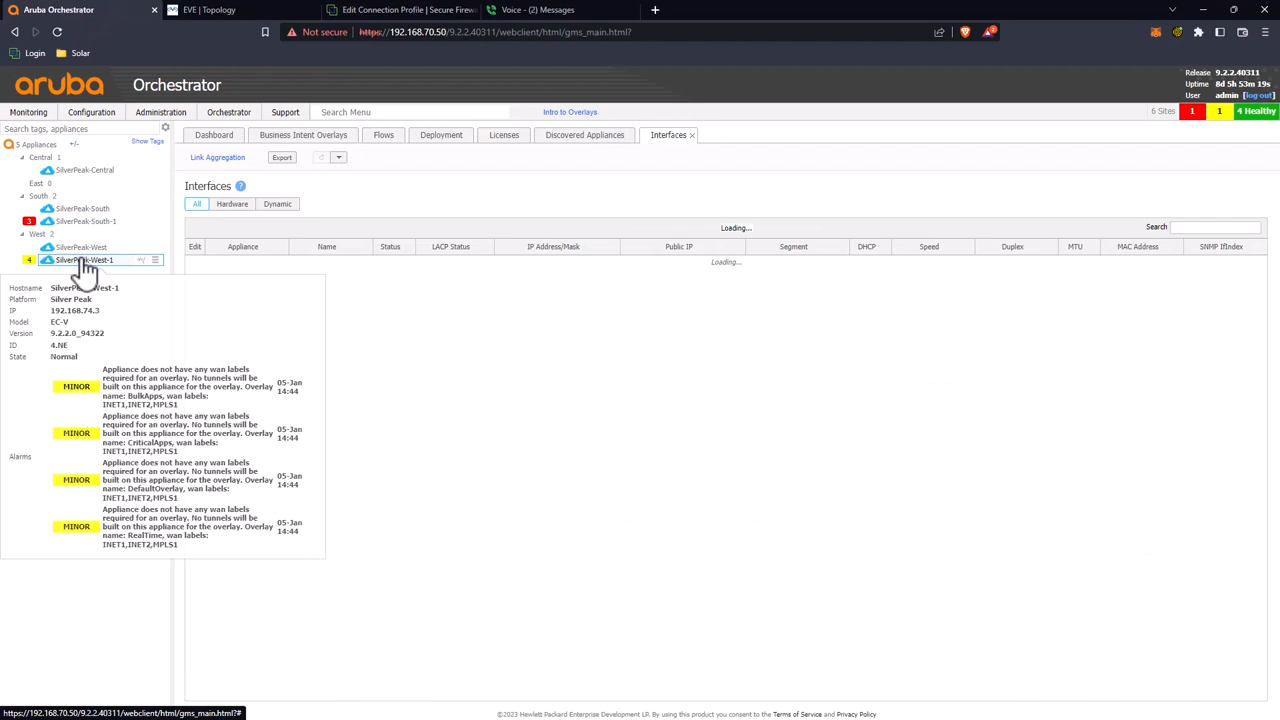 Aruba Orchestrator
EVE | Topology
Edit Connection Profile | Secure Firew
Voice - (2) Messages
Not secure
https://192.168.70.50/9.2.2.40311/webclient/html/gms_main.html?
Login
Solar
aruba
Orchestrator
Release 9.2.2.40311
Uptime 8d 5h 53m 19s
User admin [log out]
Monitoring
Configuration
Administration
Orchestrator
Support
Search Menu
Intro to Overlays
6 Sites
1
1
4 Healthy
Search tags, appliances
5 Appliances
+/-
Show Tags
Central 1
SilverPeak-Central
East 0
South 2
SilverPeak-South
3 SilverPeak-South-1
West 2
SilverPeak-West
4 SilverPeak-West-1
Dashboard
Business Intent Overlays
Flows
Deployment
Licenses
Discovered Appliances
Interfaces
Link Aggregation
Export
Interfaces
All
Hardware
Dynamic
Loading...
Search
Edit
Appliance
Name
Status
LACP Status
IP Address/Mask
Public IP
Segment
DHCP
Speed
Duplex
MTU
MAC Address
SNMP IfIndex
Loading...
Hostname
Platform Silver Peak
IP 192.168.74.3
Model EC-V
Version 9.2.2.0_94322
ID 4.NE
State Normal
Alarms
MINOR
Appliance does not have any wan labels
required for an overlay. No tunnels will be
built on this appliance for the overlay. Overlay
name: BulkApps, wan labels:
INET1,INET2,MPLS1
05-Jan
14:44
MINOR
Appliance does not have any wan labels
required for an overlay. No tunnels will be
built on this appliance for the overlay. Overlay
name: CriticalApps, wan labels:
INET1,INET2,MPLS1
05-Jan
14:44
MINOR
Appliance does not have any wan labels
required for an overlay. No tunnels will be
built on this appliance for the overlay. Overlay
name: DefaultOverlay, wan labels:
INET1,INET2,MPLS1
05-Jan
14:44
MINOR
Appliance does not have any wan labels
required for an overlay. No tunnels will be
built on this appliance for the overlay. Overlay
name: RealTime, wan labels:
INET1,INET2,MPLS1
05-Jan
14:44
https://192.168.70.50/9.2.2.40311/webclient/html/gms_main.html?#
©2023 Hewlett Packard Enterprise Development LP. By using this product you consent to the Terms of Service and Privacy Policy